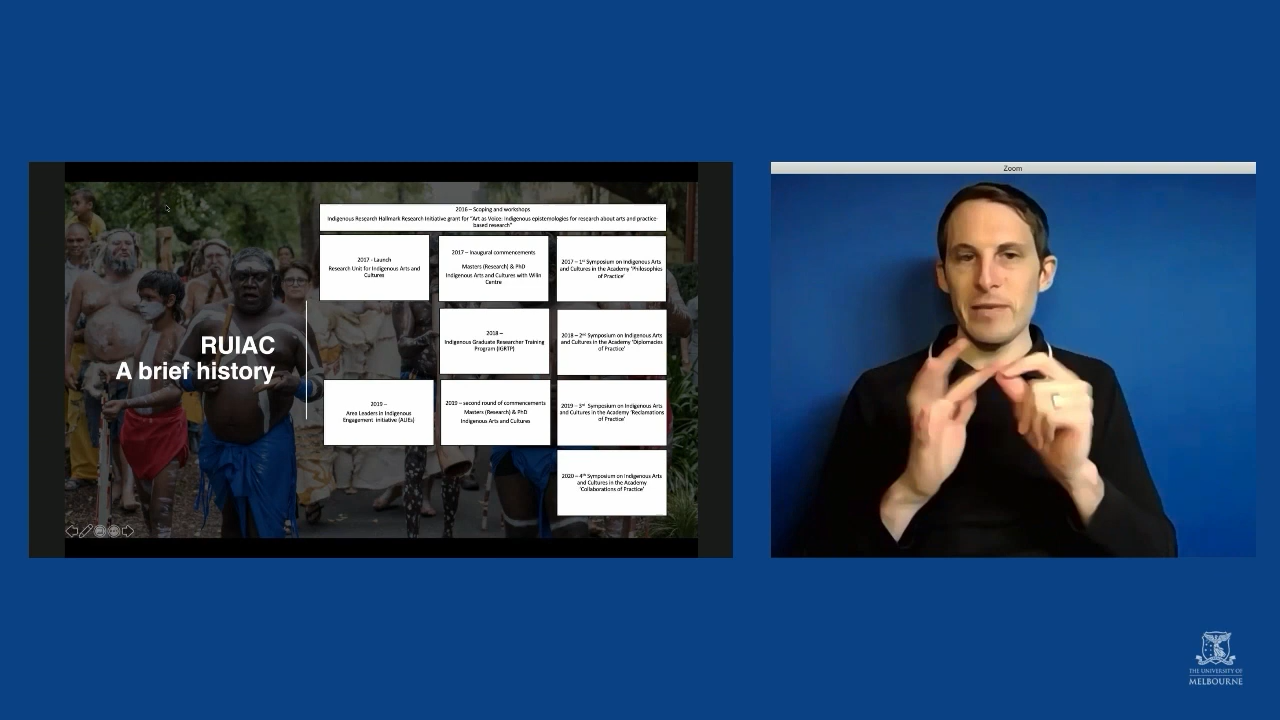 Zoom
RUIAC
A brief history
2016 – Scoping and workshops
Indigenous Research Hallmark Research Initiative grant for "Art as Voice: Indigenous epistemologies for research about arts and practice-
based research"
2017 - Launch
Research Unit for Indigenous Arts and
Cultures
2017 – Inaugural commencements
Masters (Research) & PhD
Indigenous Arts and Cultures with Wilin
Centre
2017 – 1st Symposium on Indigenous Arts
and Cultures in the Academy 'Philosophies
of Practice'
2018 –
Indigenous Graduate Researcher Training
Program (IGRTP)
2018 – 2nd Symposium on Indigenous Arts
and Cultures in the Academy 'Diplomacies
of Practice'
2019 –
Area Leaders in Indigenous
Engagement initiative (ALIEs)
2019 – second round of commencements
Masters (Research) & PhD
Indigenous Arts and Cultures
2019 – 3rd Symposium on Indigenous Arts
and Cultures in the Academy 'Reclamations
of Practice'
2020 – 4th Symposium on Indigenous Arts
and Cultures in the Academy
'Collaborations of Practice'
THE UNIVERSITY OF
MELBOURNE